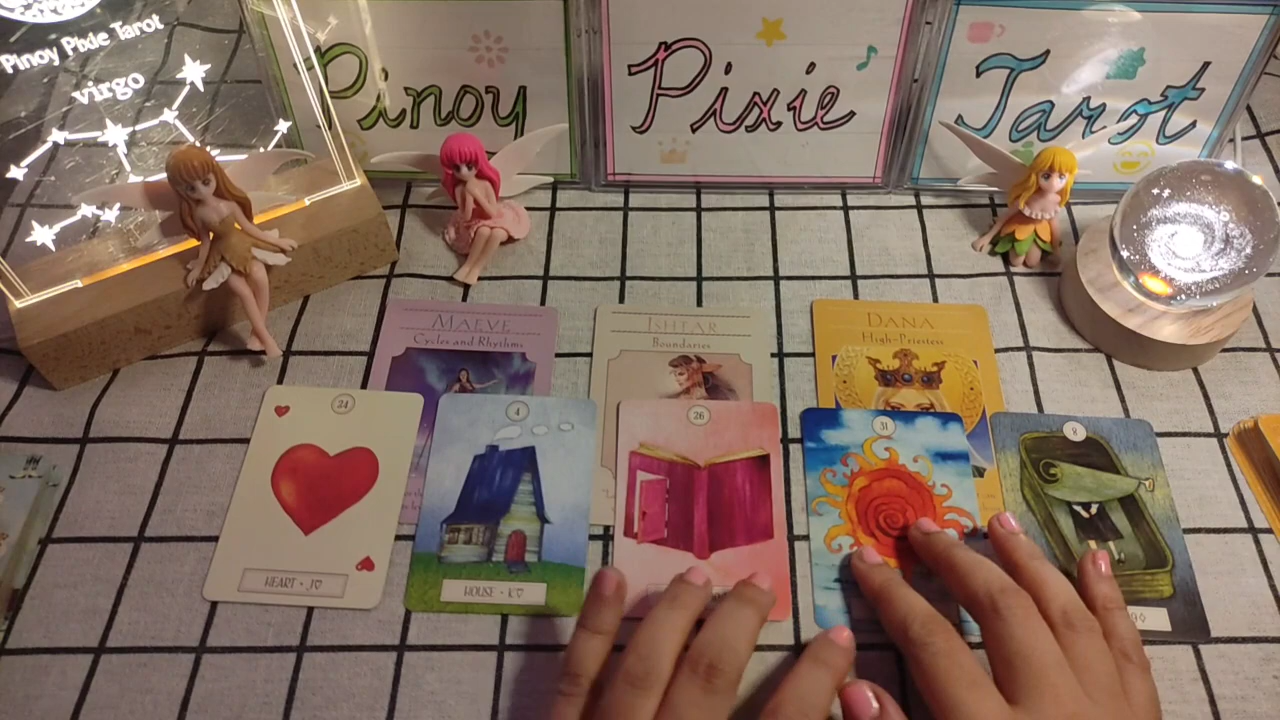 Pinoy Pixie Tarot
virgo
Pinoy
Pixie
Tarot
MAEVE
Cycles and Rhythms
ISHTAR
Boundaries
DANA
High-Priestess
24
HEART • J♡
4
HOUSE • K♡
26
31
8